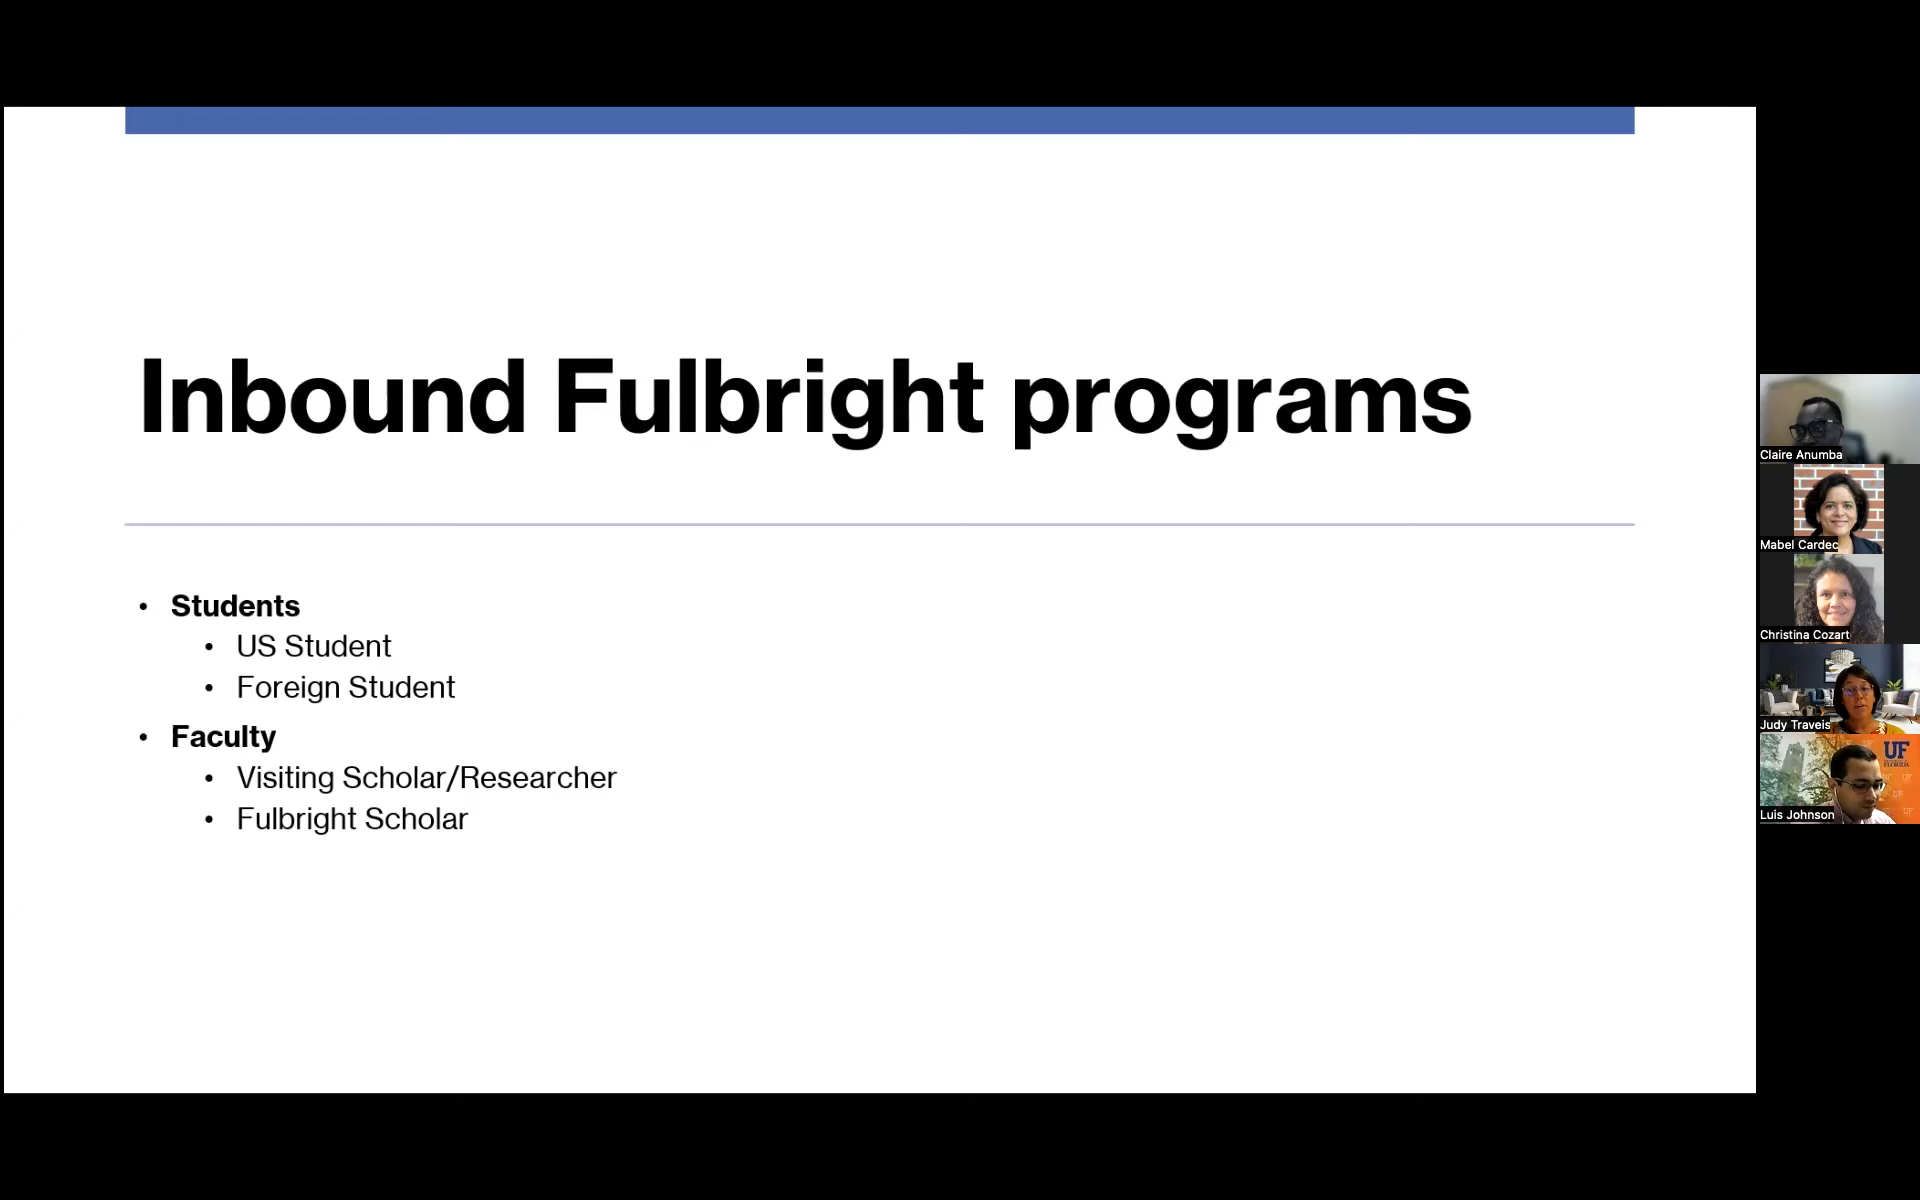 Inbound Fulbright programs
• Students
• US Student
• Foreign Student
• Faculty
• Visiting Scholar/Researcher
• Fulbright Scholar
Claire Anumba
Mabel Cardec
Christina Cozart
Judy Traveis
UF
FLORIDA
Luis Johnson